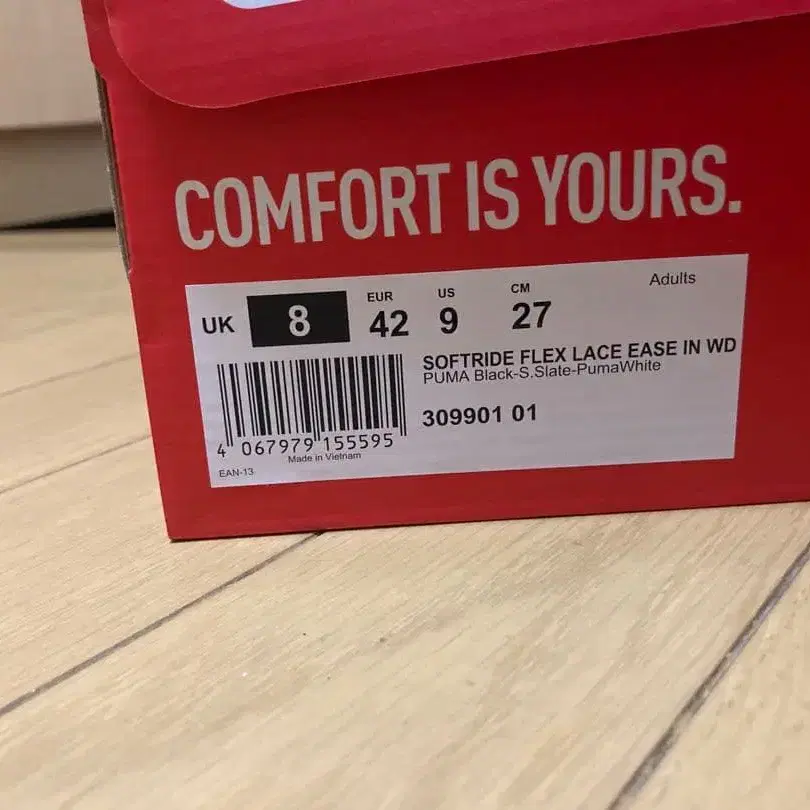 COMFORT IS YOURS.
Adults
UK 8 EUR 42 US 9 CM 27
SOFTRIDE FLEX LACE EASE IN WD
PUMA Black-S.Slate-PumaWhite
309901 01
4 067979 155595
Made in Vietnam
EAN-13